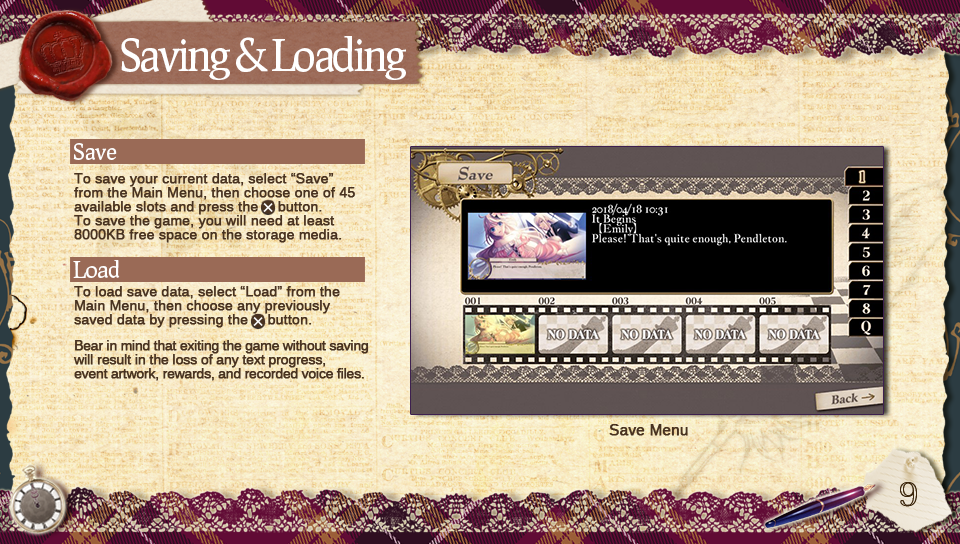 Saving & Loading
Save
To save your current data, select “Save”
from the Main Menu, then choose one of 45
available slots and press the ⊗ button.
To save the game, you will need at least
8000KB free space on the storage media.
Load
To load save data, select “Load” from the
Main Menu, then choose any previously
saved data by pressing the ⊗ button.
Bear in mind that exiting the game without saving
will result in the loss of any text progress,
event artwork, rewards, and recorded voice files.
Save
2018/04/18 10:31
It Begins
【Emily】
Please! That's quite enough, Pendleton.
1
2
3
4
5
6
7
8
Q
001 002 003 004 005
NO DATA NO DATA NO DATA NO DATA
Back →
Save Menu
9